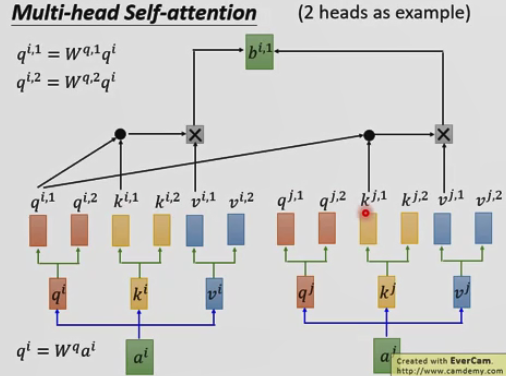 Multi-head Self-attention (2 heads as example)
q^{i,1} = W^{q,1}q^i
q^{i,2} = W^{q,2}q^i
b^{i,1}
× ×
q^{i,1} q^{i,2} k^{i,1} k^{i,2} v^{i,1} v^{i,2} q^{j,1} q^{j,2} k^{j,1} k^{j,2} v^{j,1} v^{j,2}
q^i k^i v^i q^j k^j v^j
q^i = W^q a^i
a^i a^j
Created with EverCam.
http://www.camdemy.com